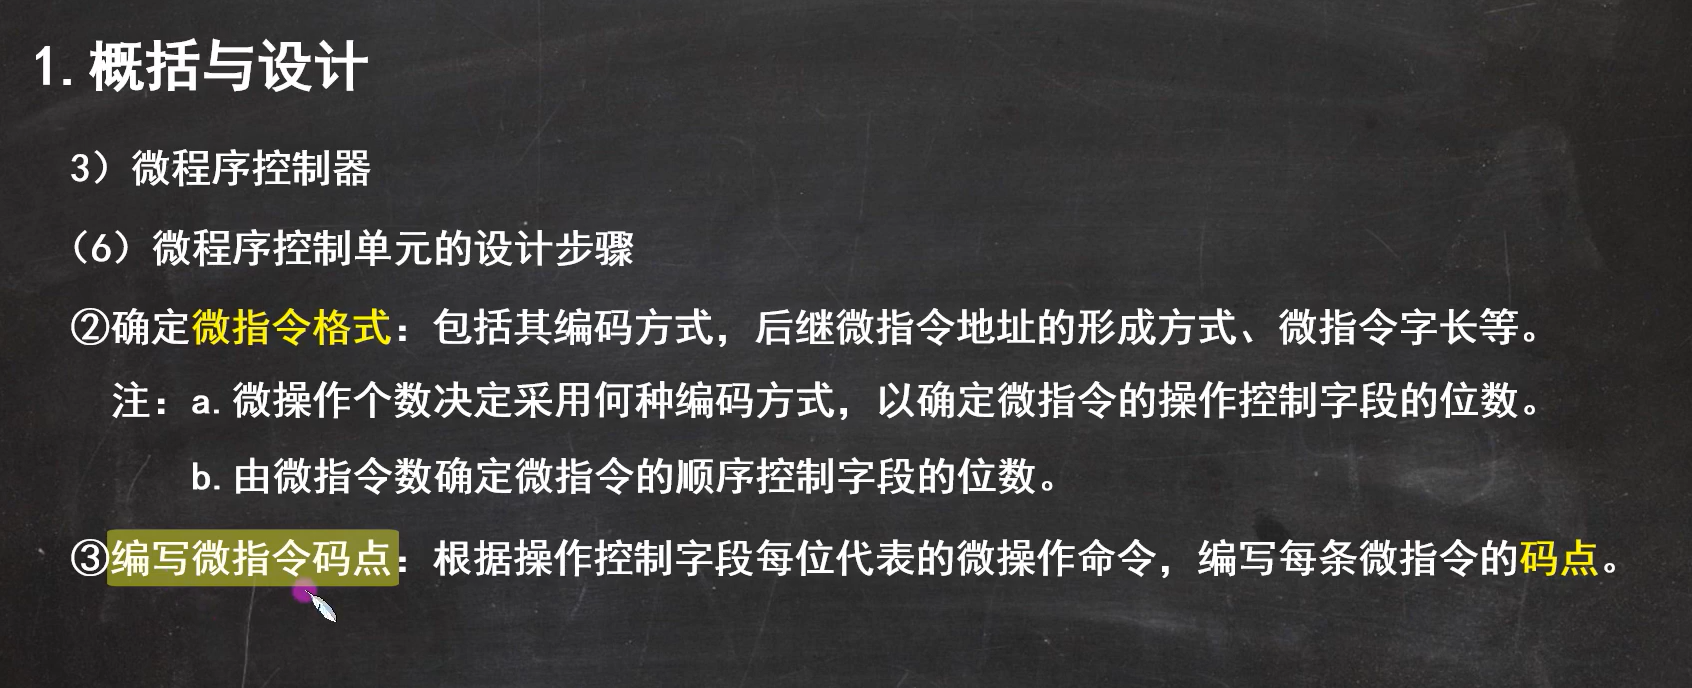 1.概括与设计
3）微程序控制器
（6）微程序控制单元的设计步骤
②确定微指令格式：包括其编码方式，后继微指令地址的形成方式、微指令字长等。
注：a.微操作个数决定采用何种编码方式，以确定微指令的操作控制字段的位数。
b.由微指令数确定微指令的顺序控制字段的位数。
③编写微指令码点：根据操作控制字段每位代表的微操作命令，编写每条微指令的码点。